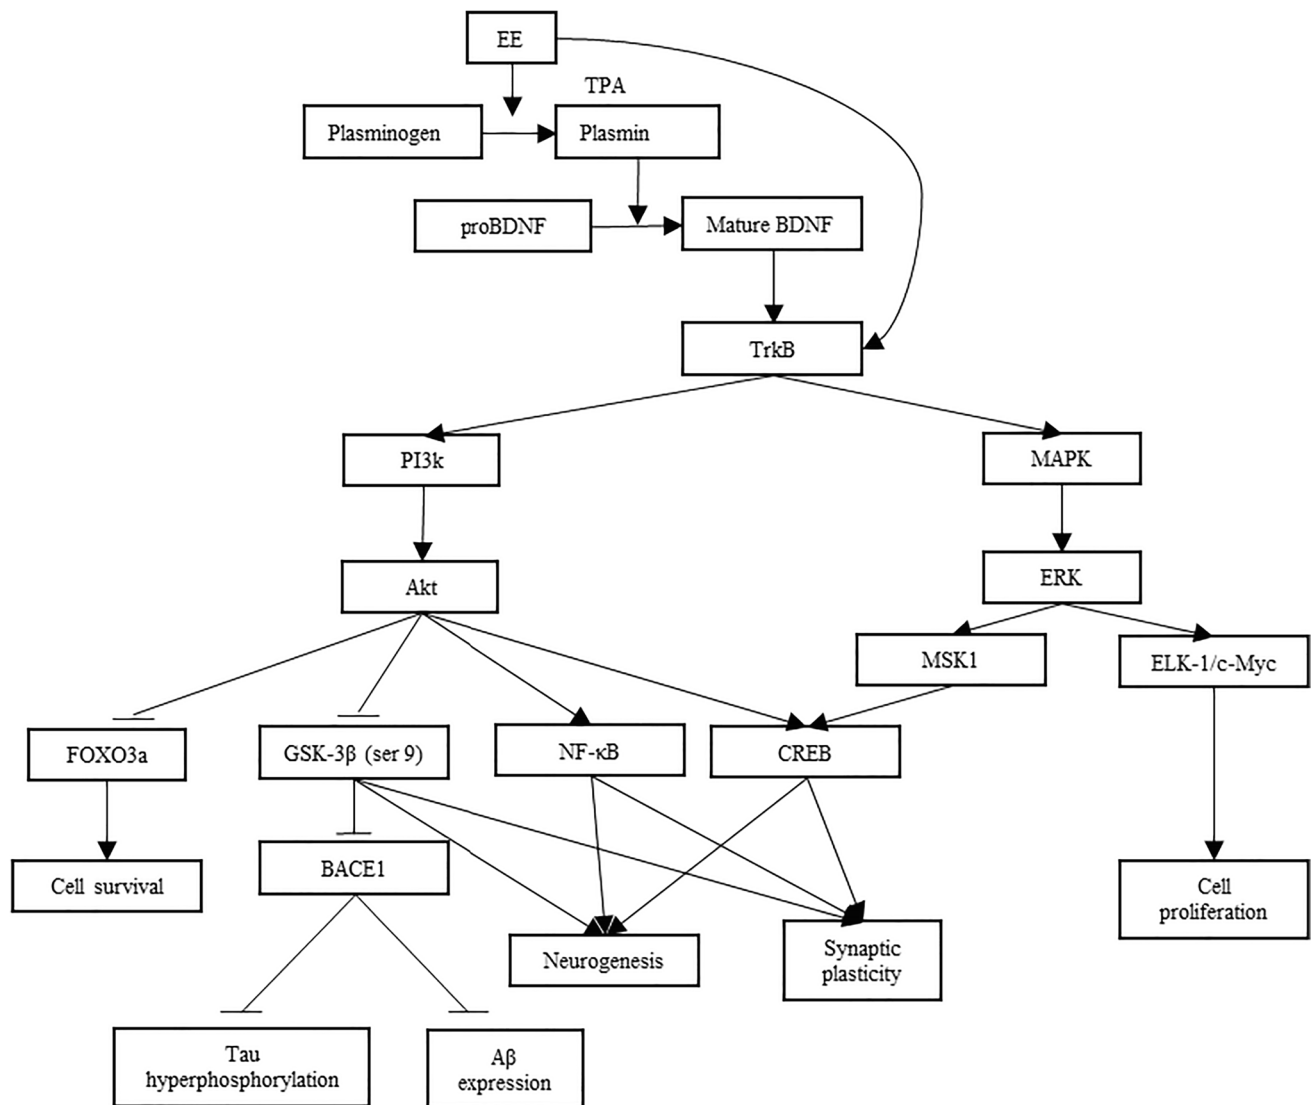 EE
TPA
Plasminogen
Plasmin
proBDNF
Mature BDNF
TrkB
PI3k
MAPK
Akt
ERK
MSK1
ELK-1/c-Myc
FOXO3a
GSK-3β (ser 9)
NF-κB
CREB
Cell survival
BACE1
Cell
proliferation
Neurogenesis
Synaptic
plasticity
Tau
hyperphosphorylation
Aβ
expression